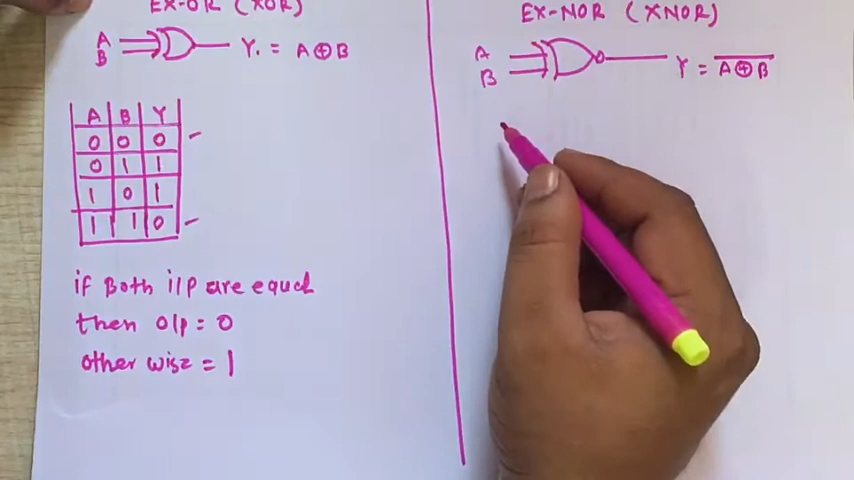 EX-OR (XOR)
A
B
Y. = A ⊕ B
A B Y
0 0 0
0 1 1
1 0 1
1 1 0
if Both i/p are equal
then o/p = 0
other wise = 1
EX-NOR (XNOR)
A
B
Y = A̅ ̅⊕̅ ̅B̅